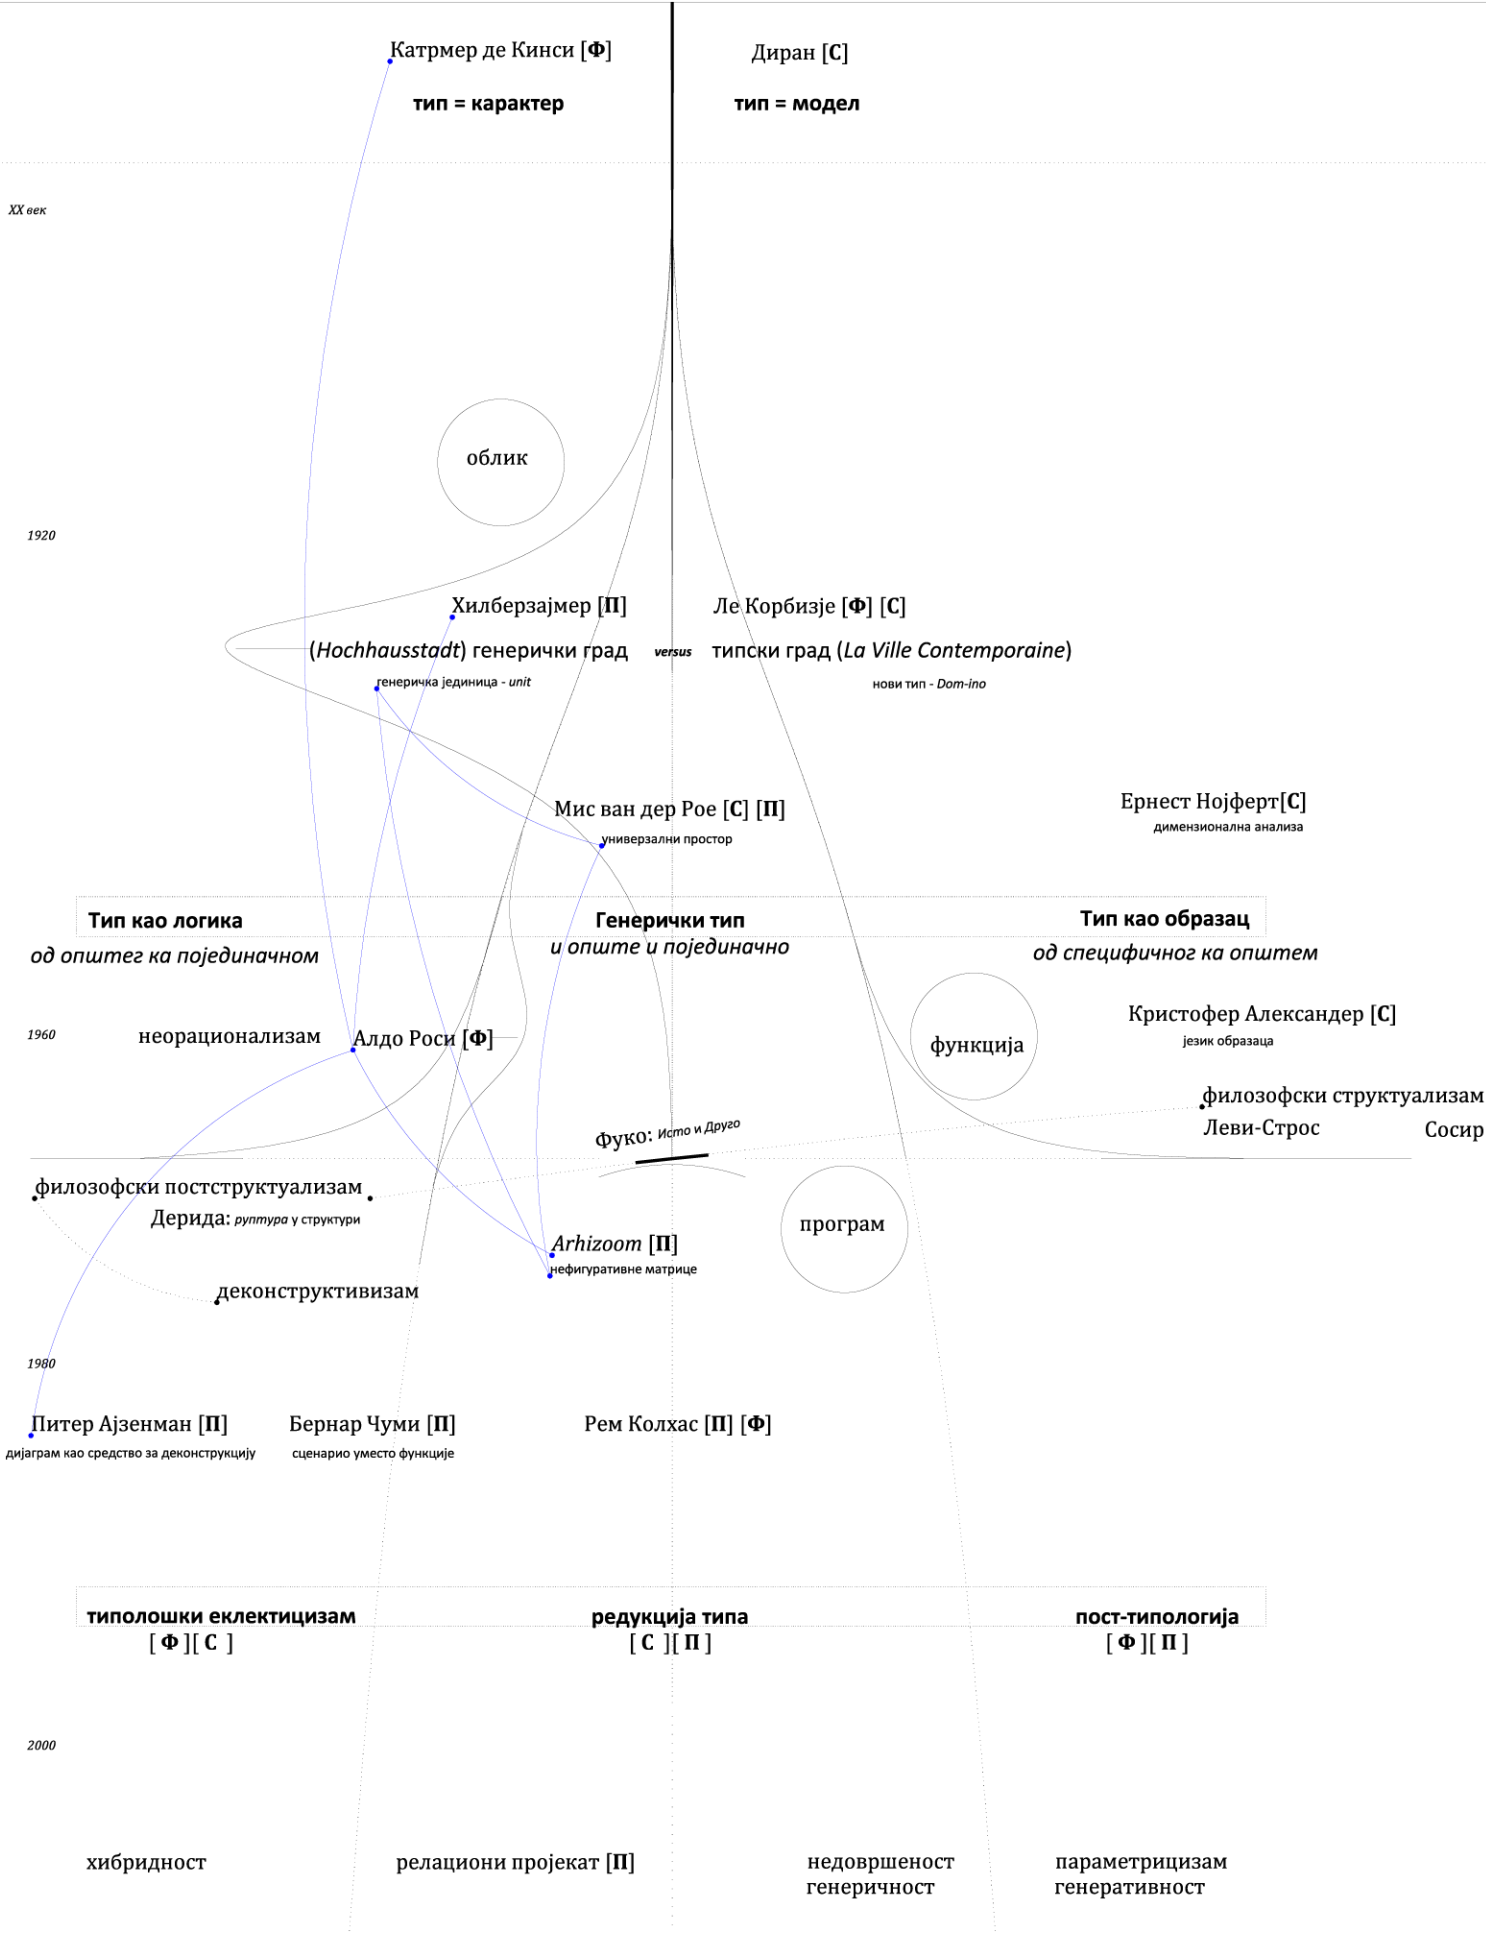 Катрмер де Кинси [Ф]
Диран [С]
тип = карактер
тип = модел
XX век
облик
1920
Хилберзајмер [П]
Ле Корбизје [Ф] [С]
(Hochhausstadt) генерички град
versus
типски град (La Ville Contemporaine)
генеричка јединица - unit
нови тип - Dom-ino
Мис ван дер Рое [С] [П]
универзални простор
Ернест Нојферт[С]
димензионална анализа
Тип као логика
од општег ка појединачном
Генерички тип
и опште и појединачно
Тип као образац
од специфичног ка општем
1960
неорационализам
Алдо Роси [Ф]
функција
Кристофер Александер [С]
језик образаца
филозофски структуализам
Леви-Строс
Сосир
Фуко: Исто и Друго
филозофски постструктуализам
Дерида: руптура у структури
програм
Arhizoom [П]
нефигуративне матрице
деконструктивизам
1980
Питер Ајзенман [П]
дијаграм као средство за деконструкцију
Бернар Чуми [П]
сценарио уместо функције
Рем Колхас [П] [Ф]
типолошки еклектицизам
[ Ф ][ С ]
редукција типа
[ С ][ П ]
пост-типологија
[ Ф ][ П ]
2000
хибридност
релациони пројекат [П]
недовршеност
генеричност
параметрицизам
генеративност